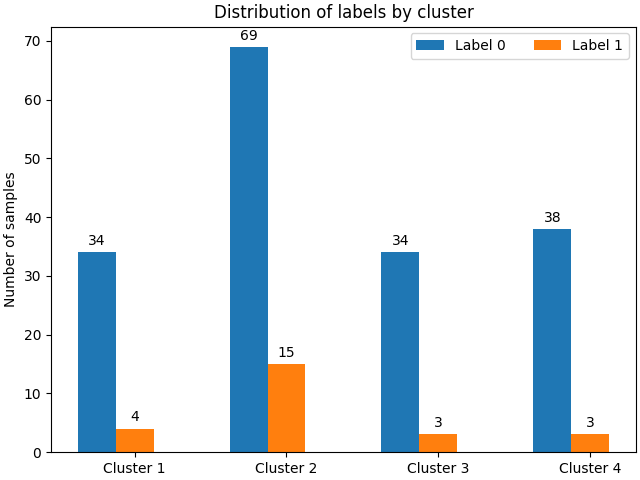 Distribution of labels by cluster
Label 0
Label 1
Number of samples
70
60
50
40
30
20
10
0
34
4
69
15
34
3
38
3
Cluster 1
Cluster 2
Cluster 3
Cluster 4